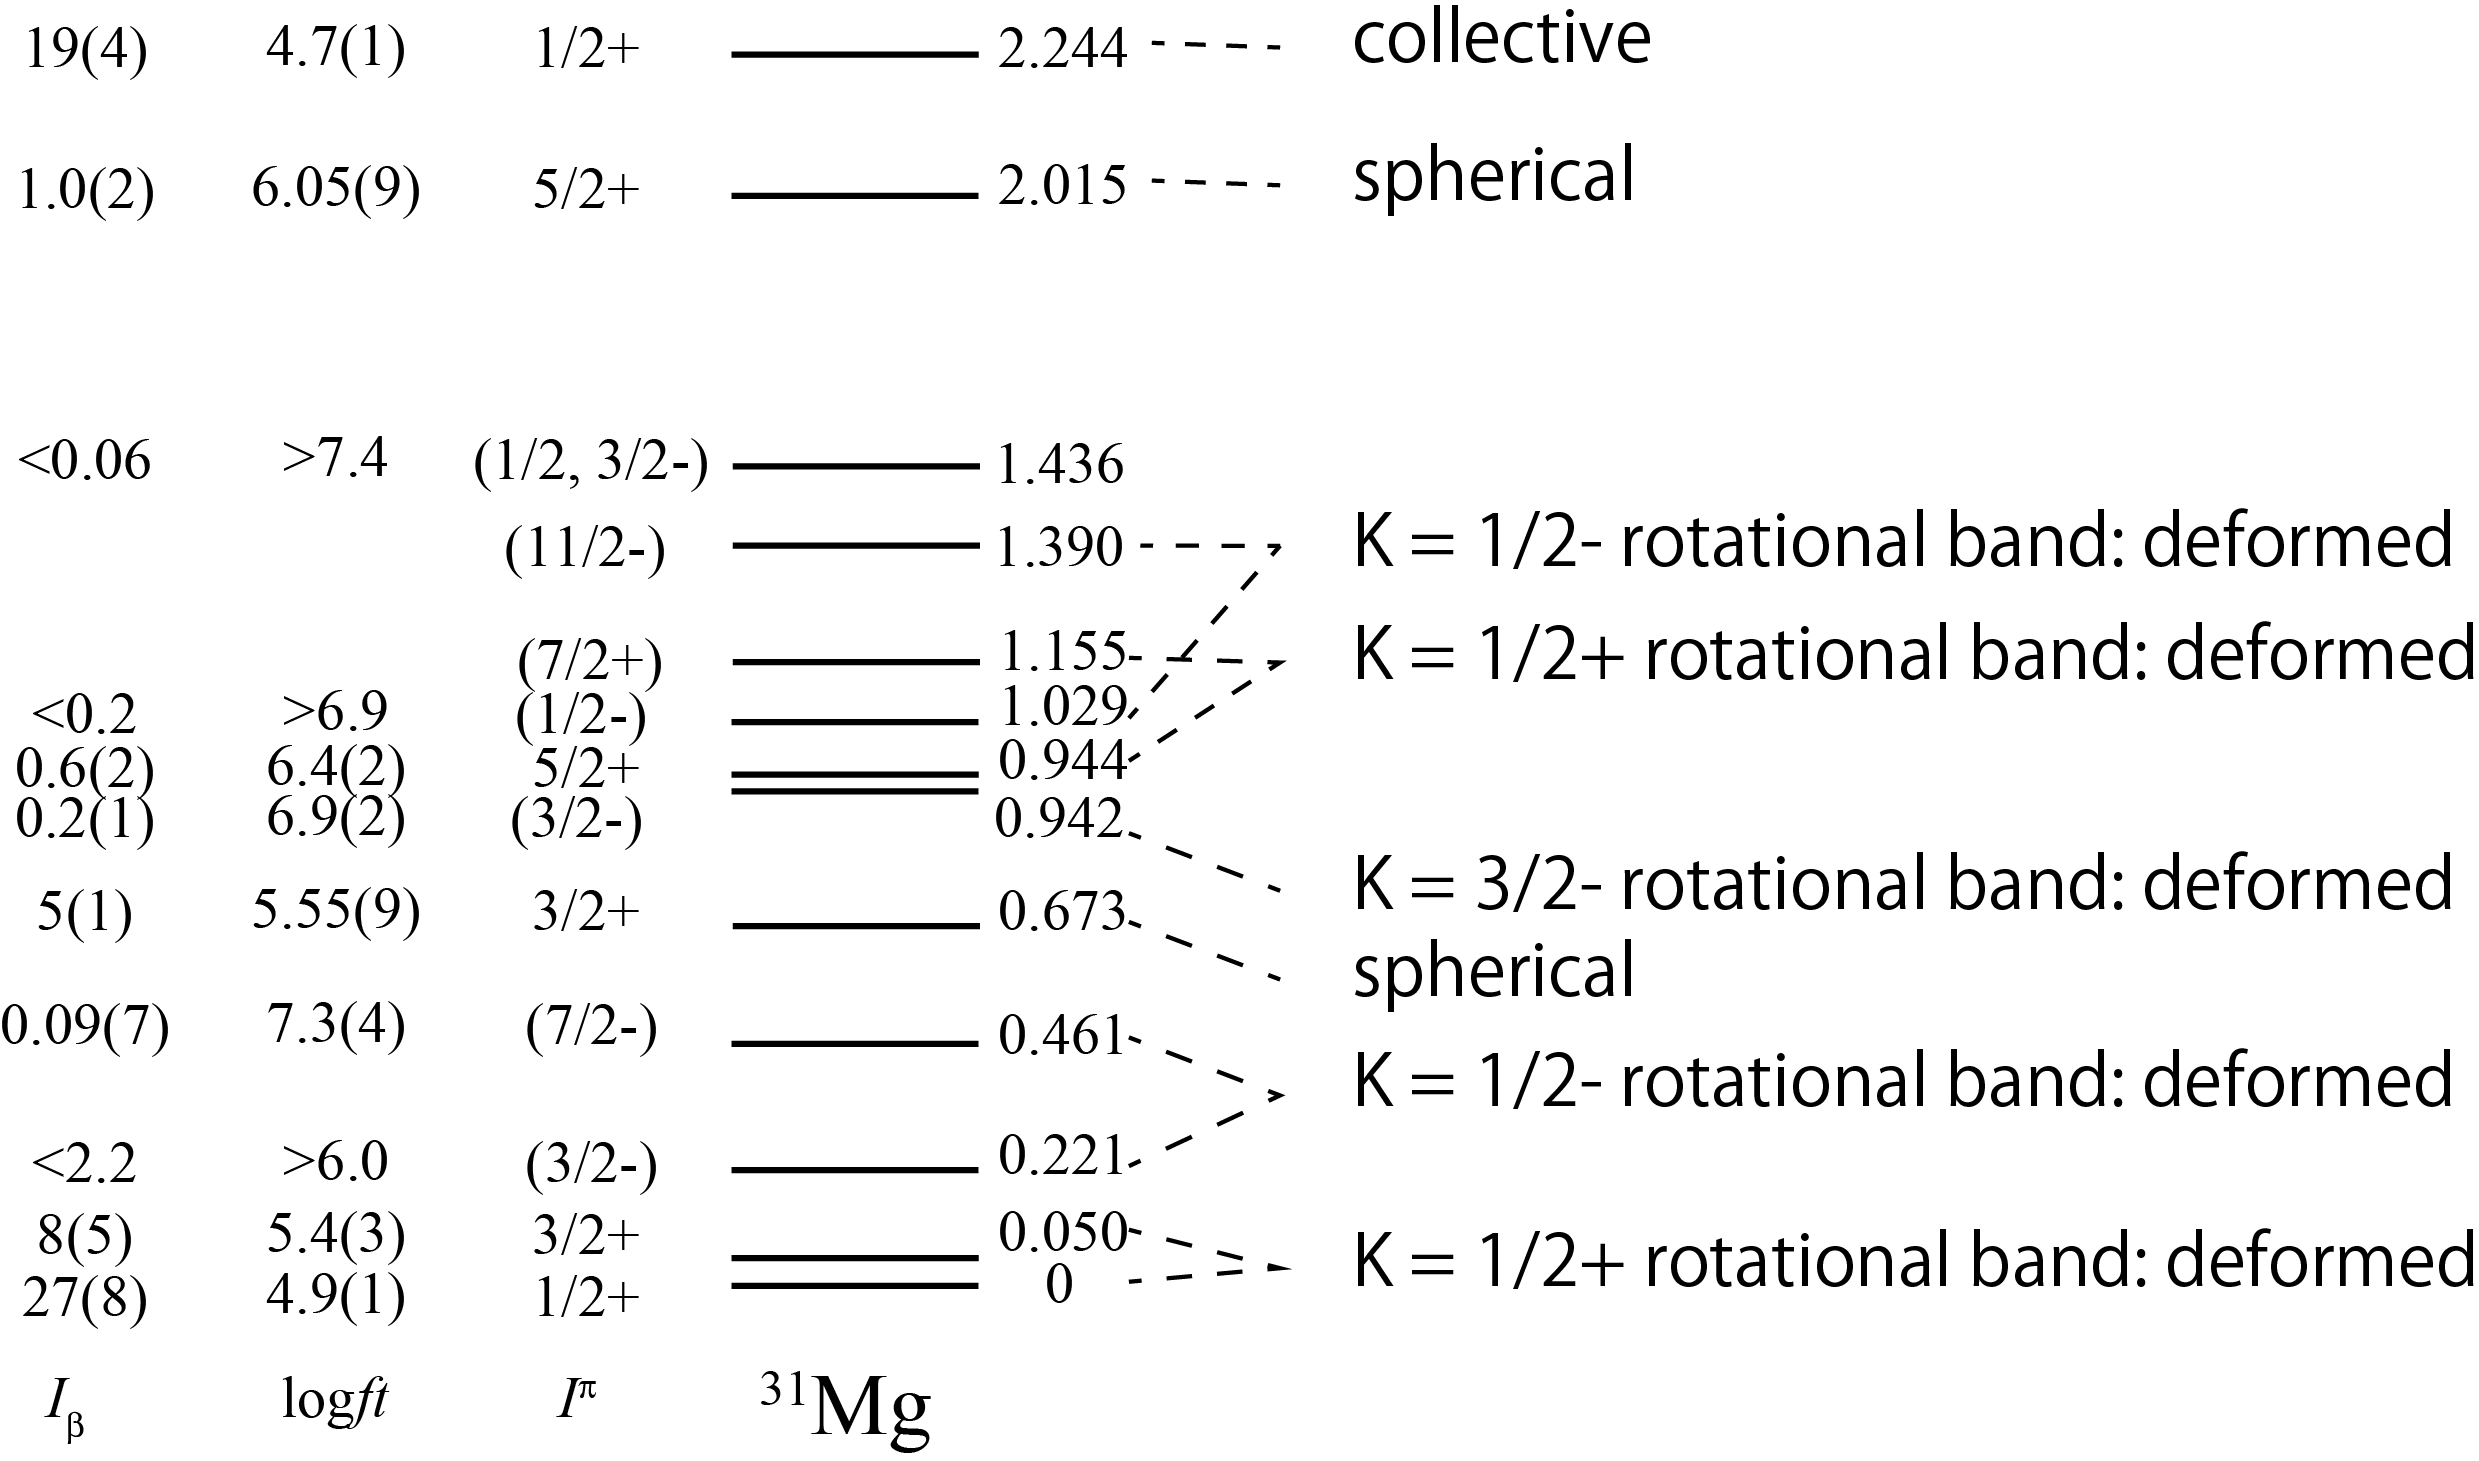 19(4) 4.7(1) 1/2+ 2.244 collective
1.0(2) 6.05(9) 5/2+ 2.015 spherical
<0.06 >7.4 (1/2, 3/2-) 1.436
(11/2-) 1.390 K = 1/2- rotational band: deformed
(7/2+) 1.155 K = 1/2+ rotational band: deformed
<0.2 >6.9 (1/2-) 1.029
0.6(2) 6.4(2) 5/2+ 0.944
0.2(1) 6.9(2) (3/2-) 0.942
K = 3/2- rotational band: deformed
5(1) 5.55(9) 3/2+ 0.673
spherical
0.09(7) 7.3(4) (7/2-) 0.461
K = 1/2- rotational band: deformed
<2.2 >6.0 (3/2-) 0.221
8(5) 5.4(3) 3/2+ 0.050
K = 1/2+ rotational band: deformed
27(8) 4.9(1) 1/2+ 0
Iβ logft Iπ 31Mg